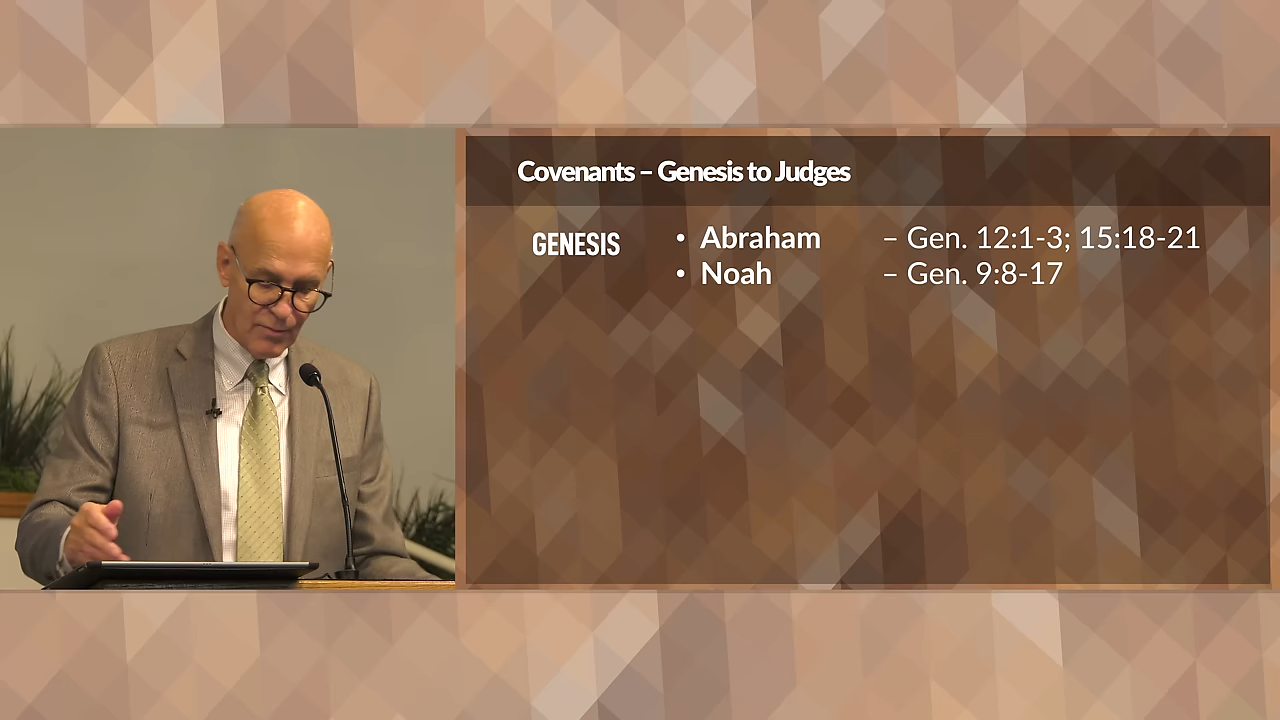 Covenants – Genesis to Judges
GENESIS • Abraham – Gen. 12:1-3; 15:18-21
• Noah – Gen. 9:8-17